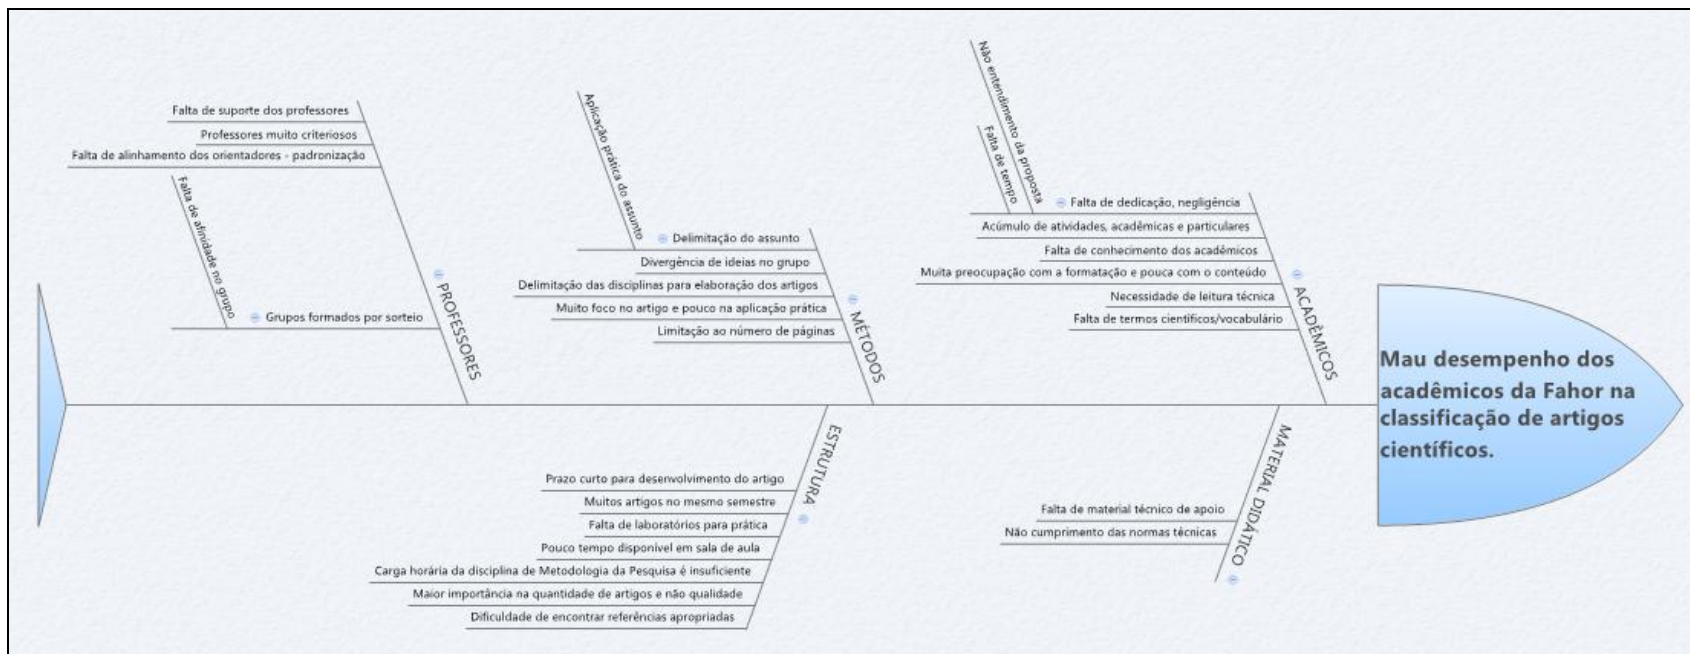 Falta de suporte dos professores
Professores muito criteriosos
Falta de alinhamento dos orientadores - padronização
Falta de afinidade no grupo
Grupos formados por sorteio
PROFESSORES
Aplicação prática do assunto
Delimitação do assunto
Divergência de ideias no grupo
Delimitação das disciplinas para elaboração dos artigos
Muito foco no artigo e pouco na aplicação prática
Limitação ao número de páginas
MÉTODOS
Não entendimento da proposta
Falta de tempo
Falta de dedicação, negligência
Acúmulo de atividades, acadêmicas e particulares
Falta de conhecimento dos acadêmicos
Muita preocupação com a formatação e pouca com o conteúdo
Necessidade de leitura técnica
Falta de termos científicos/vocabulário
ACADÊMICOS
Mau desempenho dos
acadêmicos da Fahor na
classificação de artigos
científicos.
ESTRUTURA
Prazo curto para desenvolvimento do artigo
Muitos artigos no mesmo semestre
Falta de laboratórios para prática
Pouco tempo disponível em sala de aula
Carga horária da disciplina de Metodologia da Pesquisa é insuficiente
Maior importância na quantidade de artigos e não qualidade
Dificuldade de encontrar referências apropriadas
MATERIAL DIDÁTICO
Falta de material técnico de apoio
Não cumprimento das normas técnicas